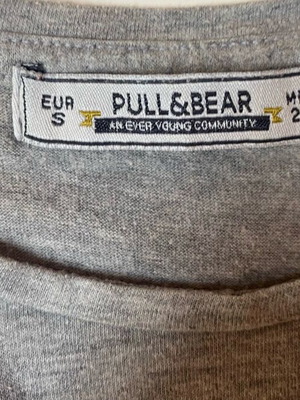 EUR
S
PULL&BEAR
AN EVER YOUNG COMMUNITY